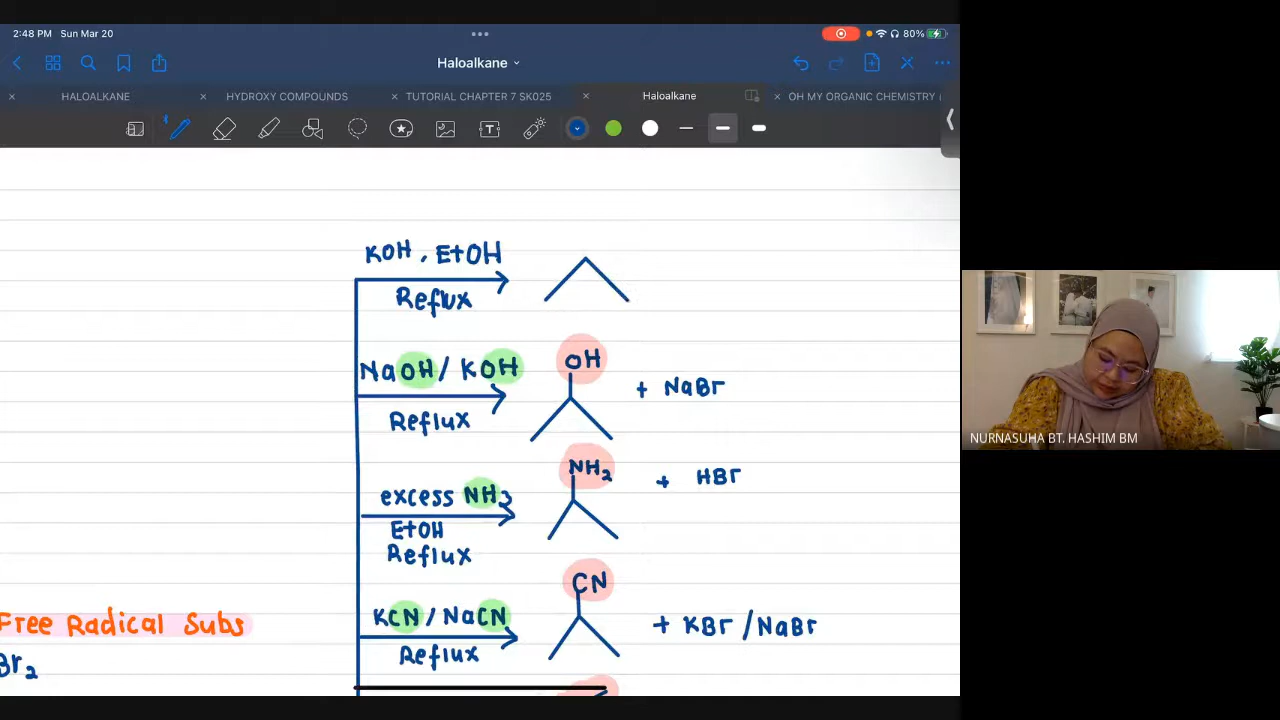 2:48 PM Sun Mar 20
80%
Haloalkane
HALOALKANE
HYDROXY COMPOUNDS
TUTORIAL CHAPTER 7 SK025
Haloalkane
OH MY ORGANIC CHEMISTRY
KOH, EtOH
Reflux
NaOH / KOH
OH
+ NaBr
Reflux
excess NH3
NH2
+ HBr
EtOH
Reflux
KCN / NaCN
CN
+ KBr / NaBr
Reflux
Free Radical Subs
Br2
NURNASUHA BT. HASHIM BM